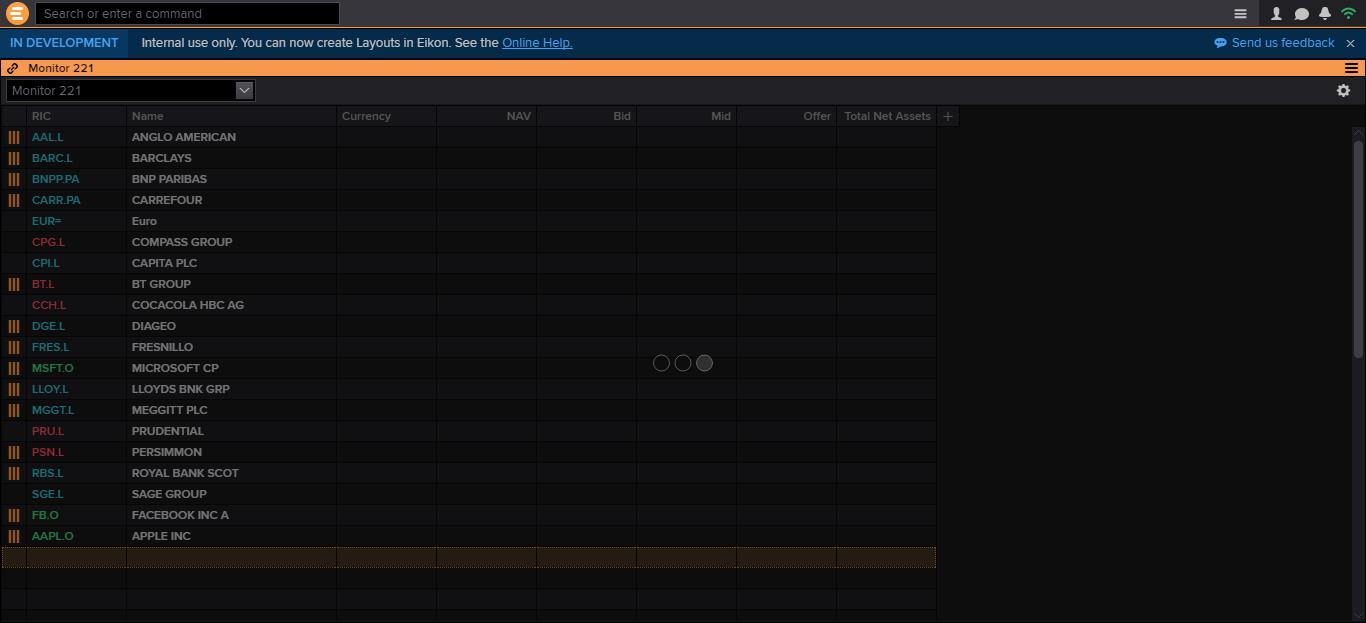 Search or enter a command
IN DEVELOPMENT Internal use only. You can now create Layouts in Eikon. See the Online Help. Send us feedback
Monitor 221
Monitor 221
RIC Name Currency NAV Bid Mid Offer Total Net Assets +
AAL.L ANGLO AMERICAN
BARC.L BARCLAYS
BNPP.PA BNP PARIBAS
CARR.PA CARREFOUR
EUR= Euro
CPG.L COMPASS GROUP
CPI.L CAPITA PLC
BT.L BT GROUP
CCH.L COCACOLA HBC AG
DGE.L DIAGEO
FRES.L FRESNILLO
MSFT.O MICROSOFT CP
LLOY.L LLOYDS BNK GRP
MGGT.L MEGGITT PLC
PRU.L PRUDENTIAL
PSN.L PERSIMMON
RBS.L ROYAL BANK SCOT
SGE.L SAGE GROUP
FB.O FACEBOOK INC A
AAPL.O APPLE INC